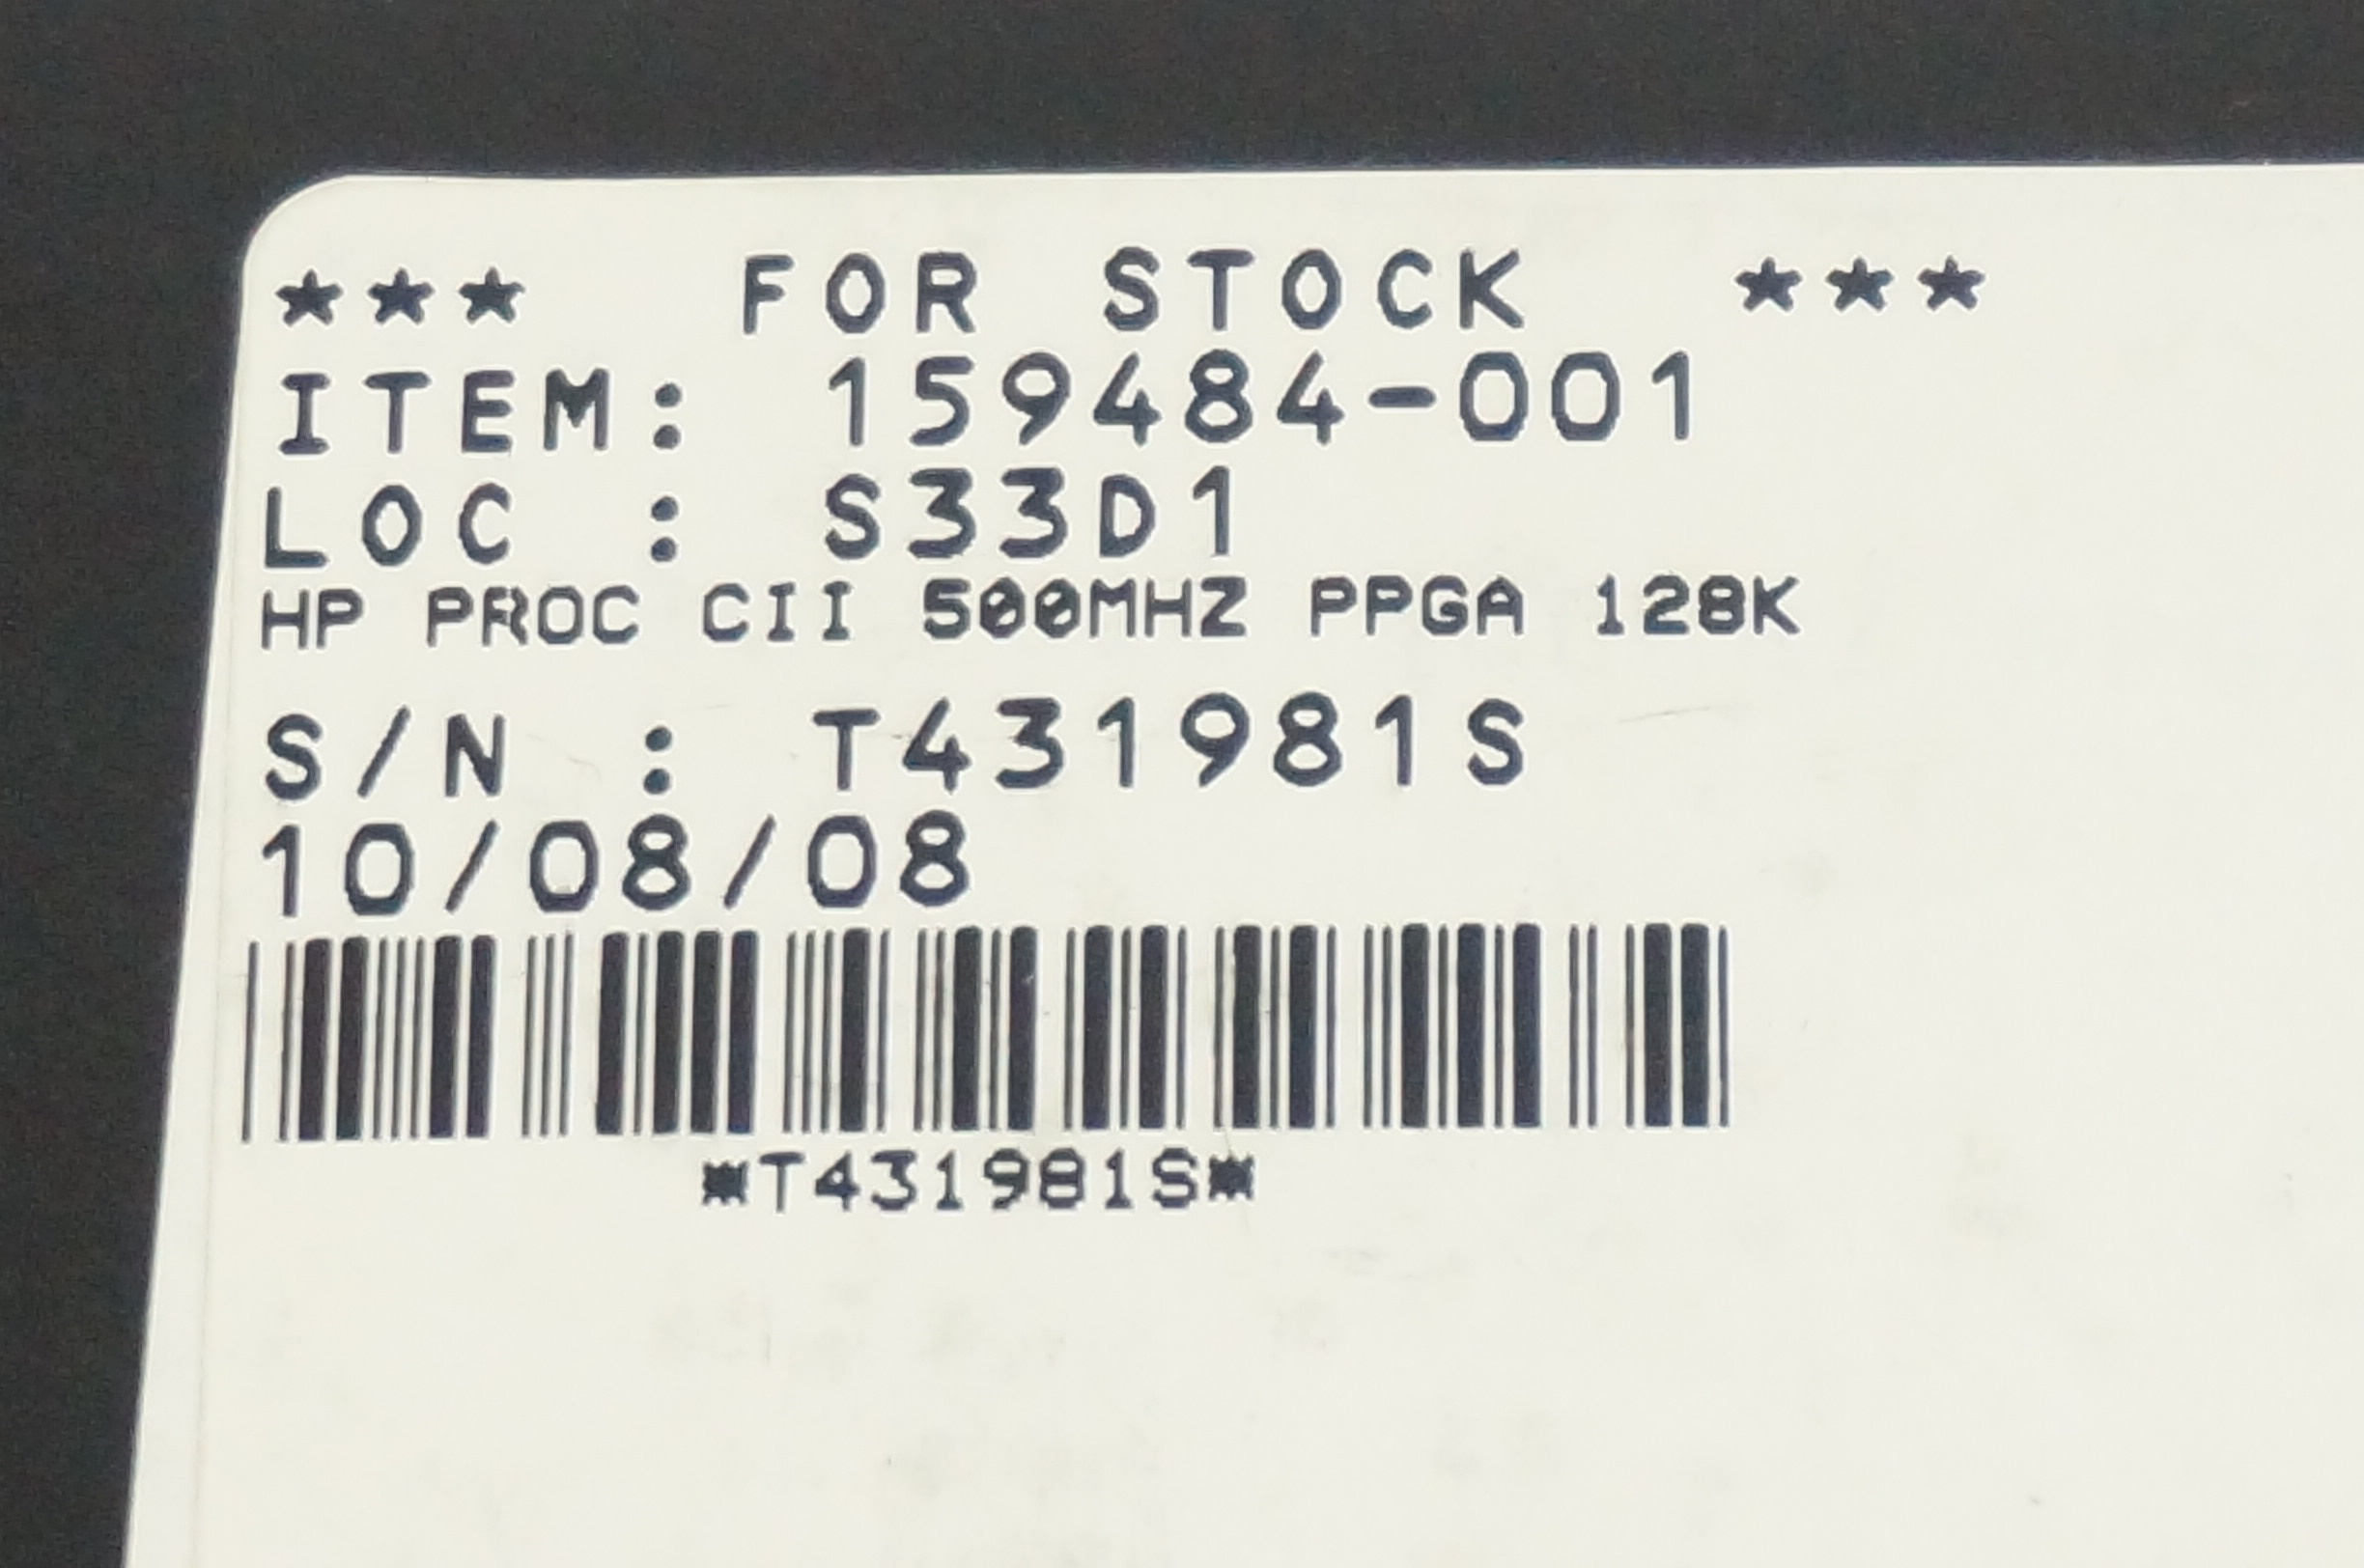 *** FOR STOCK ***
ITEM: 159484-001
LOC : S33D1
HP PROC CII 500MHZ PPGA 128K
S/N : T431981S
10/08/08
*T431981S*